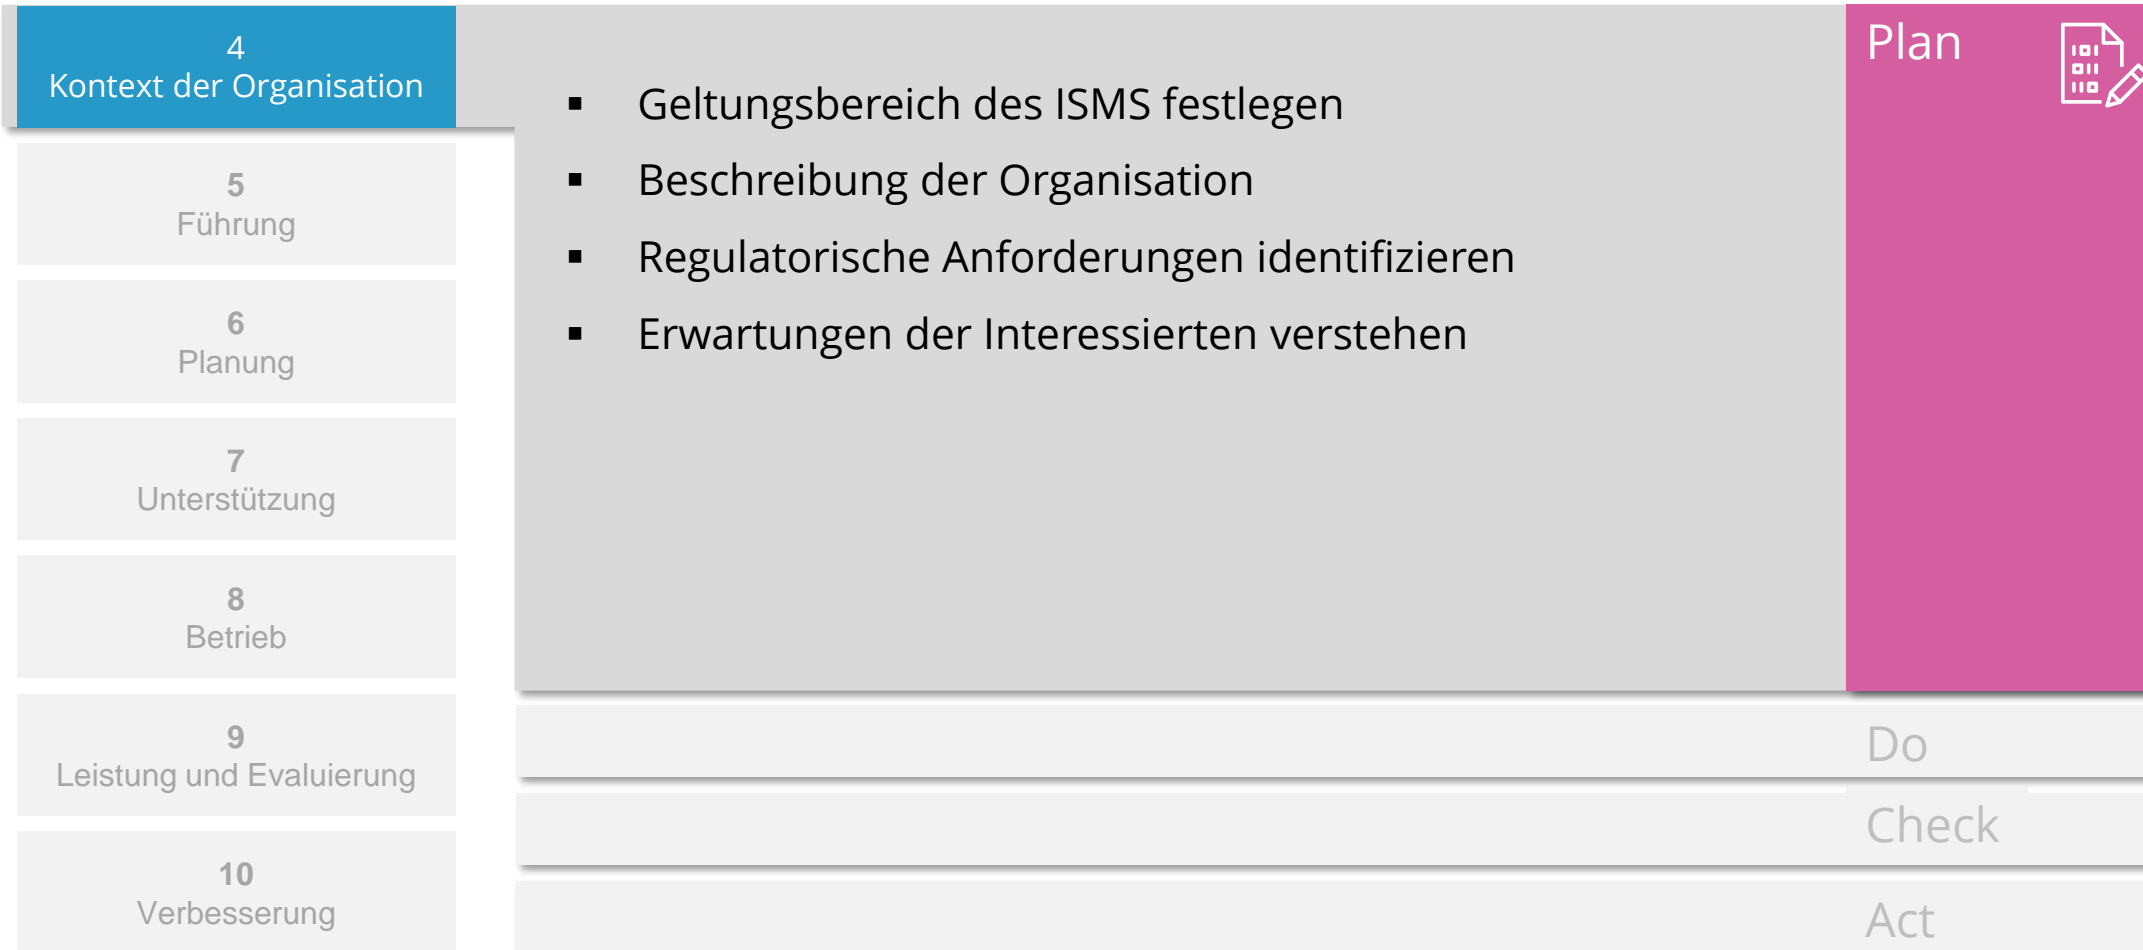 4
Kontext der Organisation
5
Führung
6
Planung
7
Unterstützung
8
Betrieb
9
Leistung und Evaluierung
10
Verbesserung
▪ Geltungsbereich des ISMS festlegen
▪ Beschreibung der Organisation
▪ Regulatorische Anforderungen identifizieren
▪ Erwartungen der Interessierten verstehen
Plan
Do
Check
Act